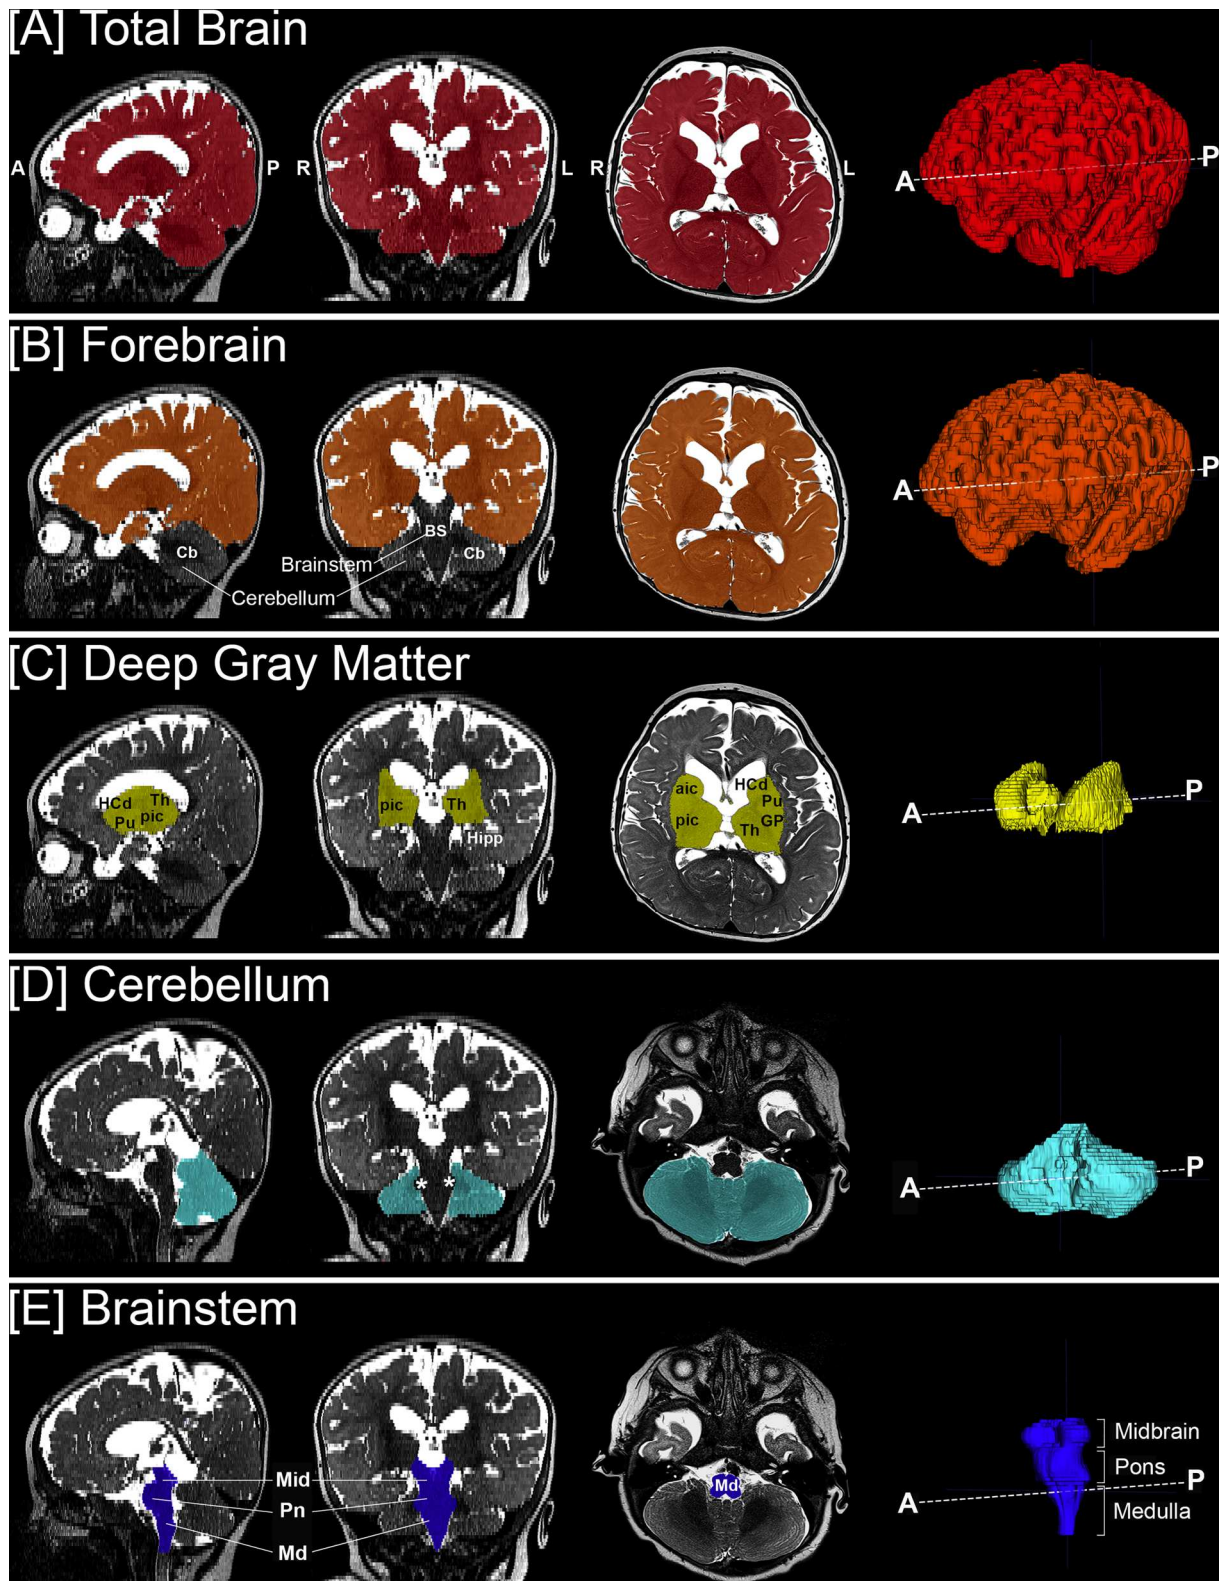 [A] Total Brain
A
P
R
L
R
L
A
P
[B] Forebrain
Cb
BS
Cb
Brainstem
Cerebellum
A
P
[C] Deep Gray Matter
HCd
Th
Pu
pic
pic
Th
Hipp
aic
HCd
Pu
pic
GP
Th
A
P
[D] Cerebellum
*
*
A
P
[E] Brainstem
Mid
Pn
Md
Md
Midbrain
Pons
P
A
Medulla